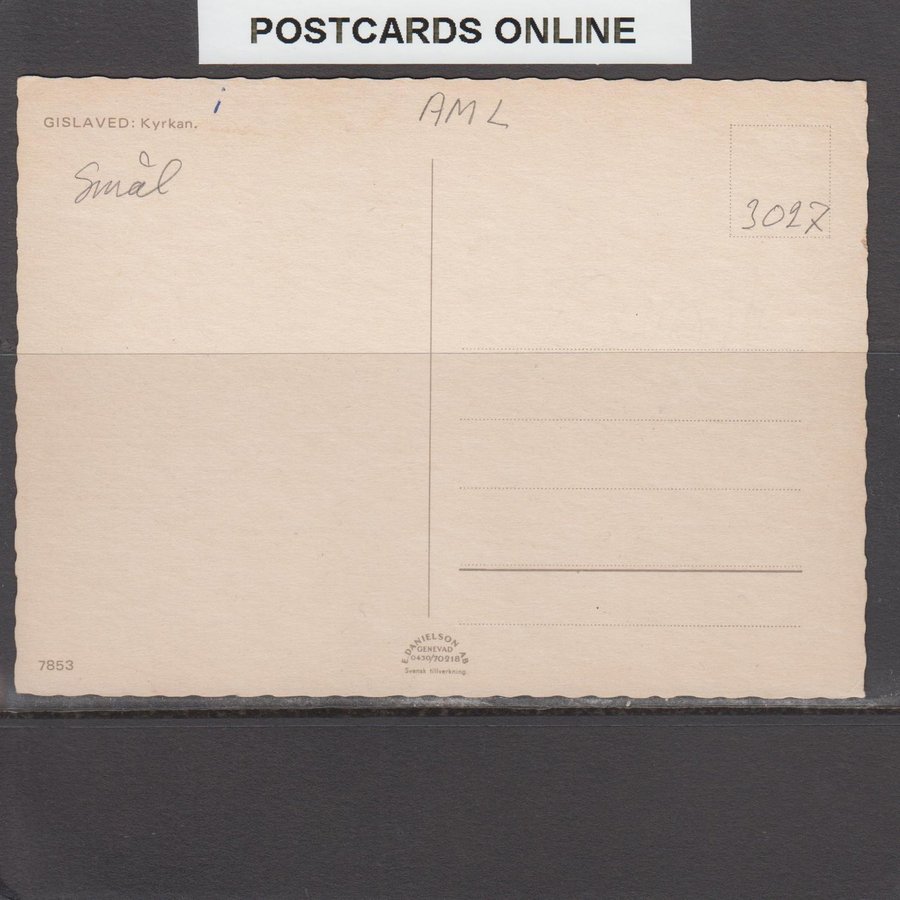 POSTCARDS ONLINE
i
AML
GISLAVED: Kyrkan.
Smål
3027
E. DANIELSON AB
GENEVAD
0430/70218
Svensk tillverkning.
7853